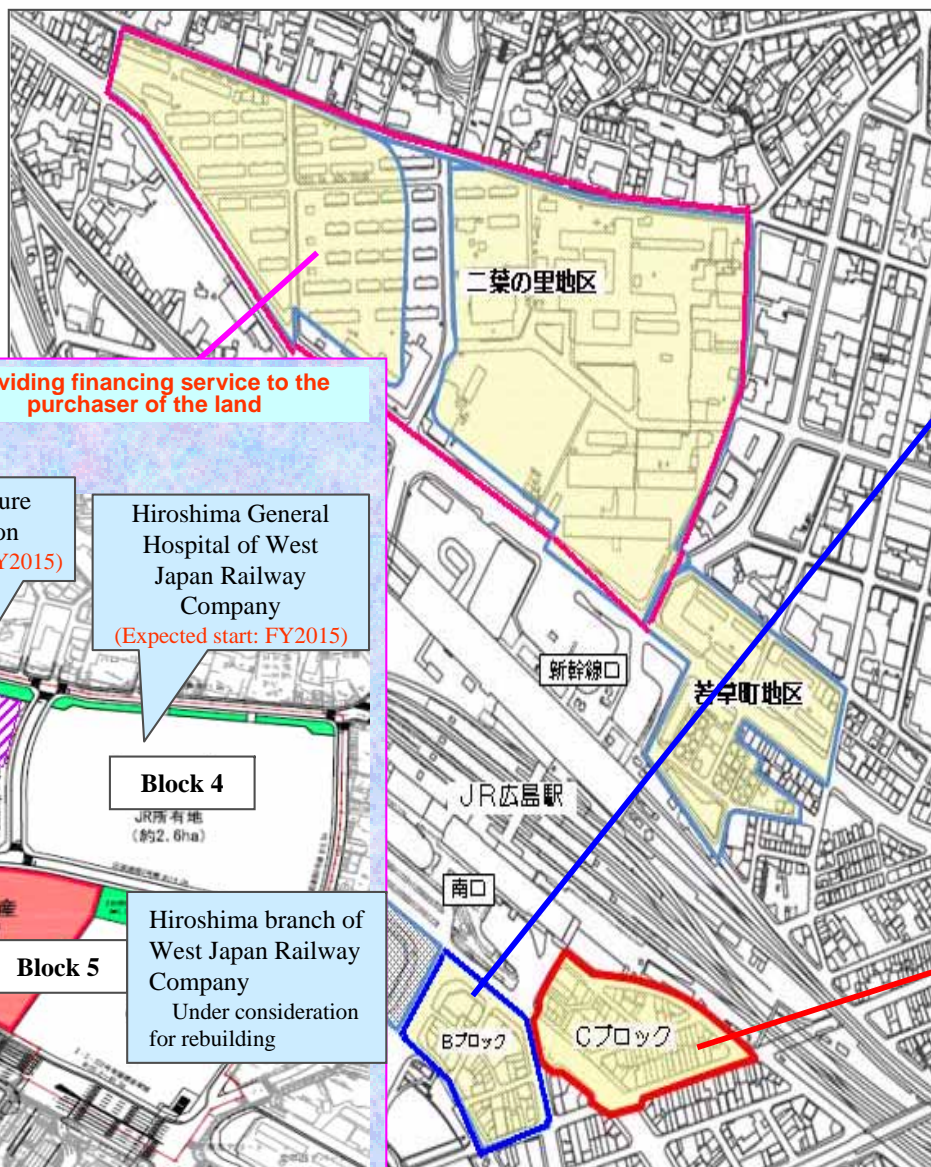 二葉の里地区
viding financing service to the
purchaser of the land
ure
on
Y2015)
Hiroshima General
Hospital of West
Japan Railway
Company
(Expected start: FY2015)
新幹線口
若草町地区
Block 4
JR所有地
(約2.6ha)
JR広島駅
南口
産
Block 5
Hiroshima branch of
West Japan Railway
Company
Under consideration
for rebuilding
Bブロック
Cブロック